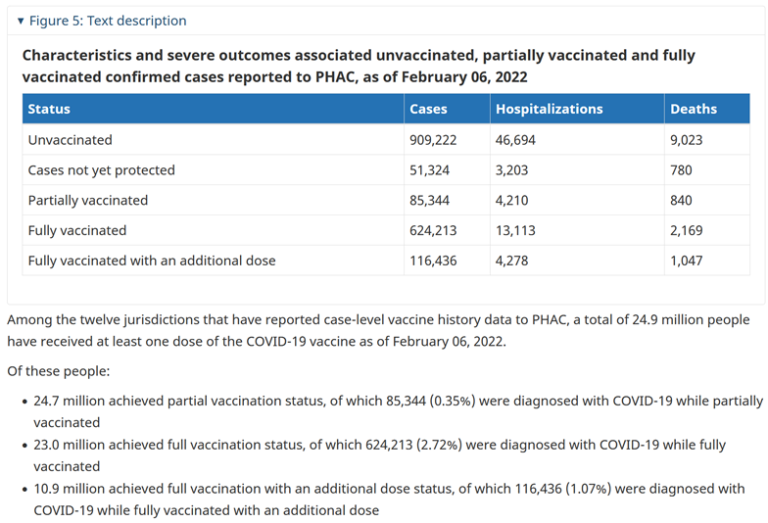 ▼ Figure 5: Text description
Characteristics and severe outcomes associated unvaccinated, partially vaccinated and fully
vaccinated confirmed cases reported to PHAC, as of February 06, 2022
Status Cases Hospitalizations Deaths
Unvaccinated 909,222 46,694 9,023
Cases not yet protected 51,324 3,203 780
Partially vaccinated 85,344 4,210 840
Fully vaccinated 624,213 13,113 2,169
Fully vaccinated with an additional dose 116,436 4,278 1,047
Among the twelve jurisdictions that have reported case-level vaccine history data to PHAC, a total of 24.9 million people
have received at least one dose of the COVID-19 vaccine as of February 06, 2022.
Of these people:
• 24.7 million achieved partial vaccination status, of which 85,344 (0.35%) were diagnosed with COVID-19 while partially
vaccinated
• 23.0 million achieved full vaccination status, of which 624,213 (2.72%) were diagnosed with COVID-19 while fully
vaccinated
• 10.9 million achieved full vaccination with an additional dose status, of which 116,436 (1.07%) were diagnosed with
COVID-19 while fully vaccinated with an additional dose